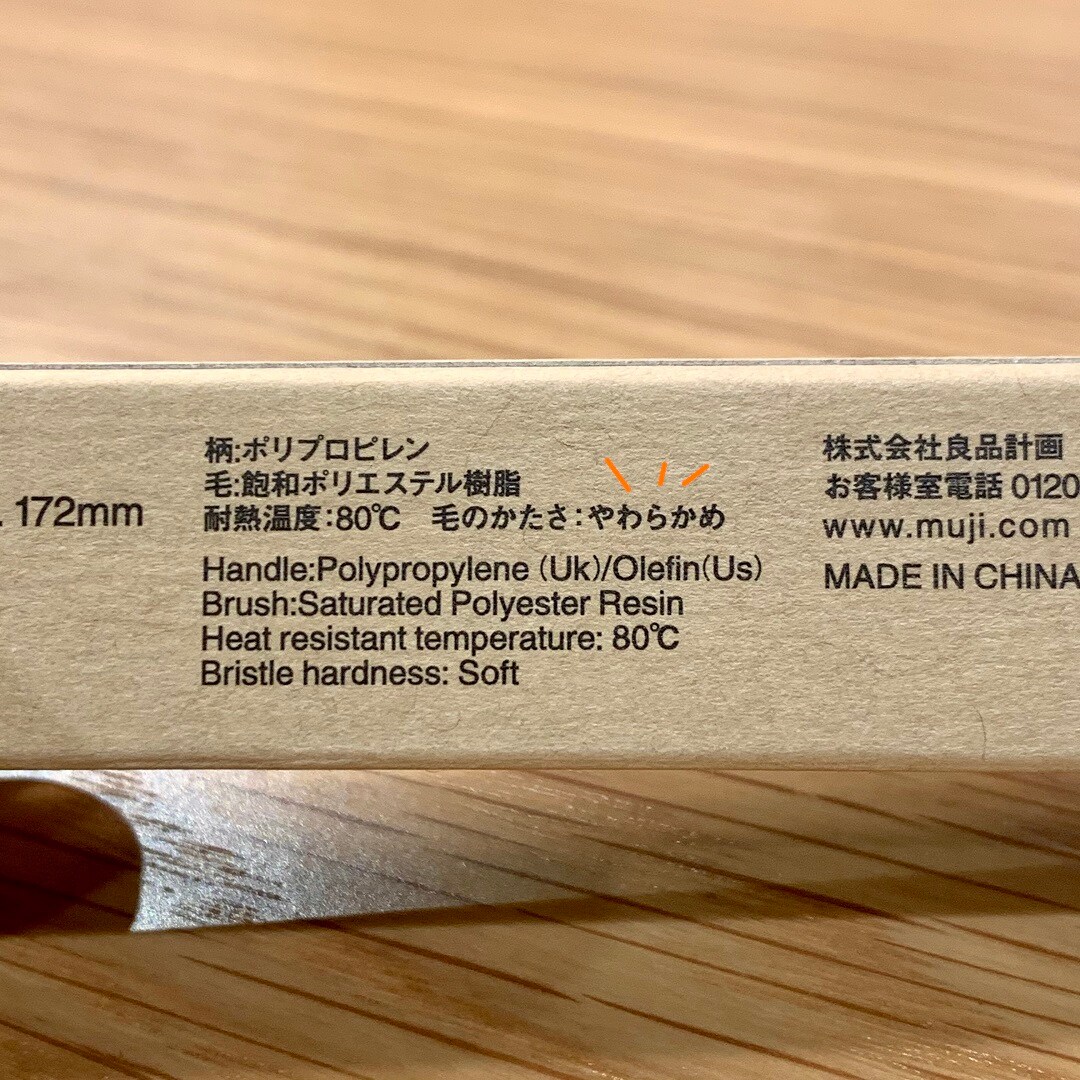 . 172mm
柄:ポリプロピレン
毛:飽和ポリエステル樹脂
耐熱温度:80℃ 毛のかたさ:やわらかめ
Handle:Polypropylene (Uk)/Olefin(Us)
Brush:Saturated Polyester Resin
Heat resistant temperature: 80℃
Bristle hardness: Soft
株式会社良品計画
お客様室電話 0120
www.muji.com
MADE IN CHINA